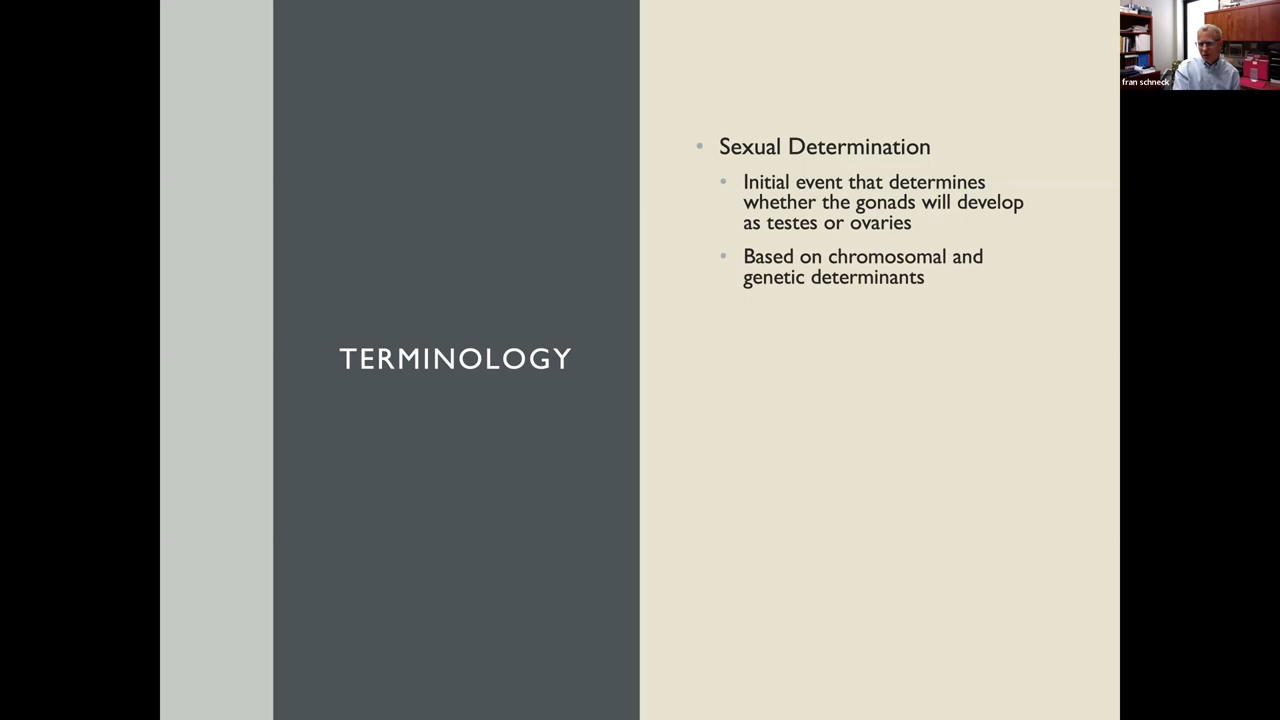 TERMINOLOGY
• Sexual Determination
• Initial event that determines
whether the gonads will develop
as testes or ovaries
• Based on chromosomal and
genetic determinants
fran schneck